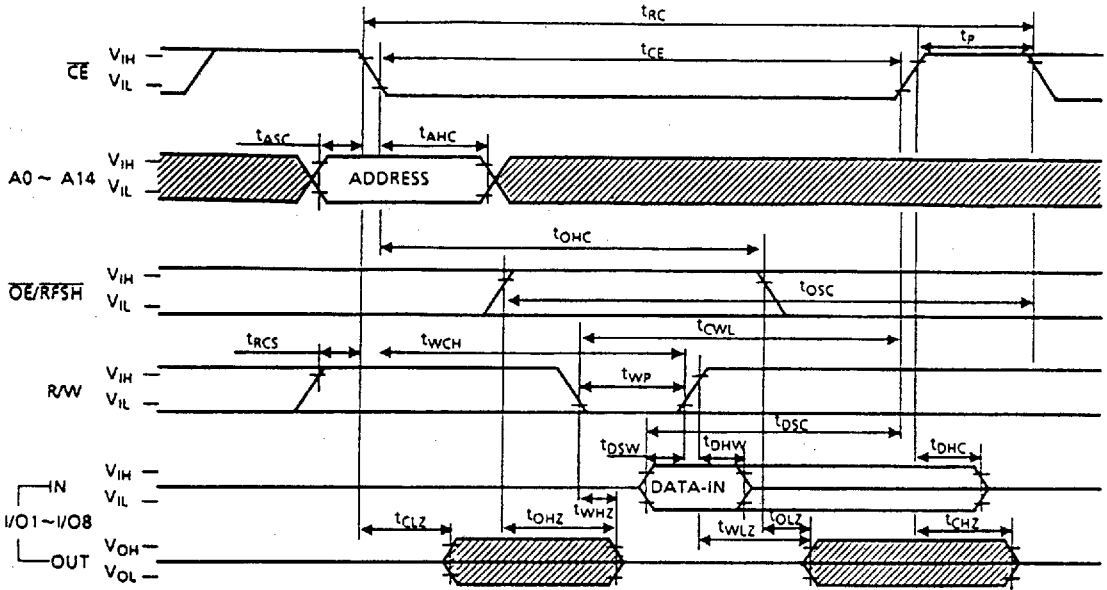 tRC
tP
tCE
CE
VIH
VIL
tASC
tAHC
A0 ~ A14
VIH
VIL
ADDRESS
tOHC
OE/RFSH
VIH
VIL
tOSC
tCWL
tRCS
tWCH
R/W
VIH
VIL
tWP
tDSC
tDSW
tDHW
tDHC
IN
VIH
VIL
DATA-IN
I/O1~I/O8
tWHZ
tCLZ
tOHZ
tWLZ
tOLZ
tCHZ
OUT
VOH
VOL